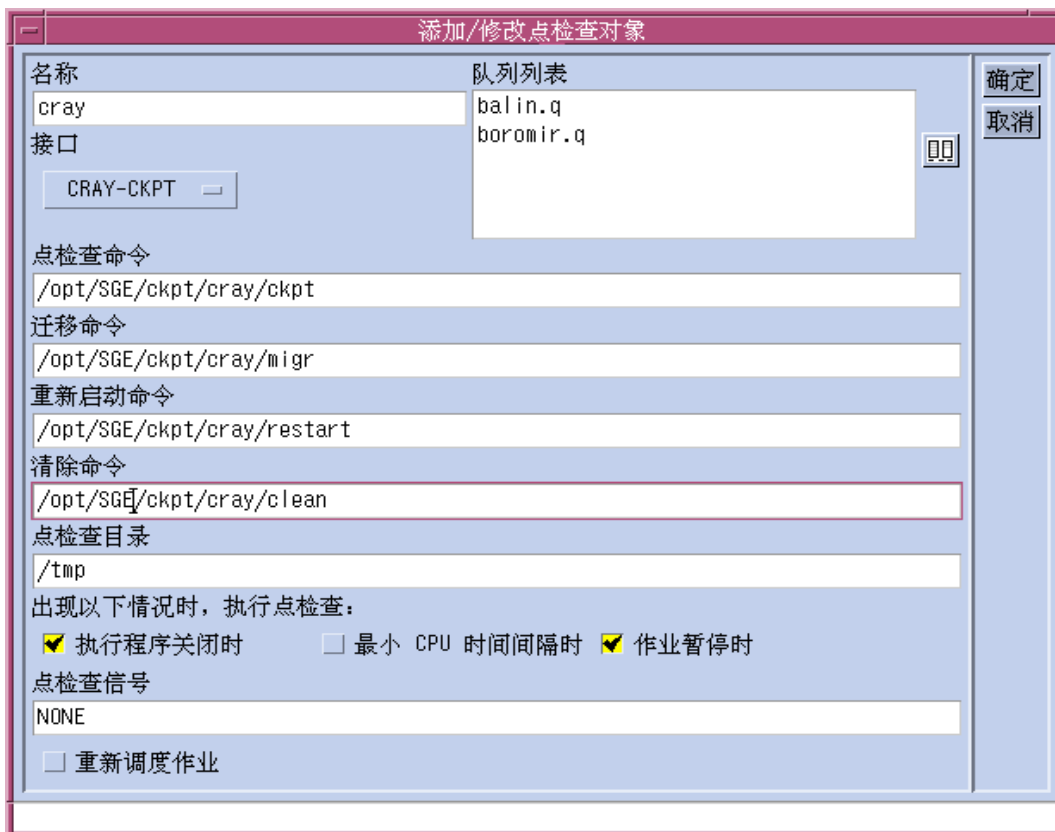 添加/修改点检查对象
名称
cray
接口
CRAY-CKPT
队列列表
balin.q
boromir.q
确定
取消
点检查命令
/opt/SGE/ckpt/cray/ckpt
迁移命令
/opt/SGE/ckpt/cray/migr
重新启动命令
/opt/SGE/ckpt/cray/restart
清除命令
/opt/SGE/ckpt/cray/clean
点检查目录
/tmp
出现以下情况时，执行点检查：
执行程序关闭时 最小 CPU 时间间隔时 作业暂停时
点检查信号
NONE
重新调度作业